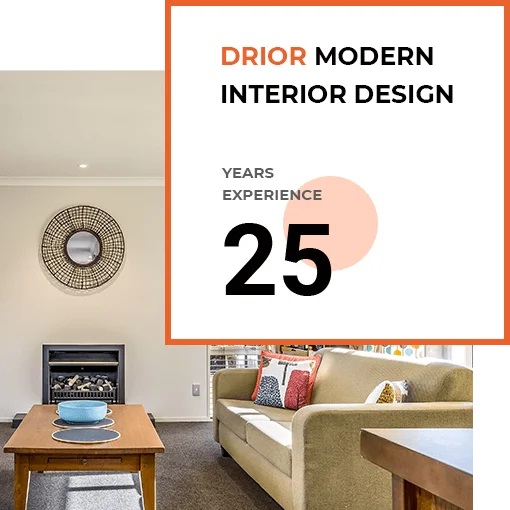 DRIOR MODERN
INTERIOR DESIGN
YEARS
EXPERIENCE
25